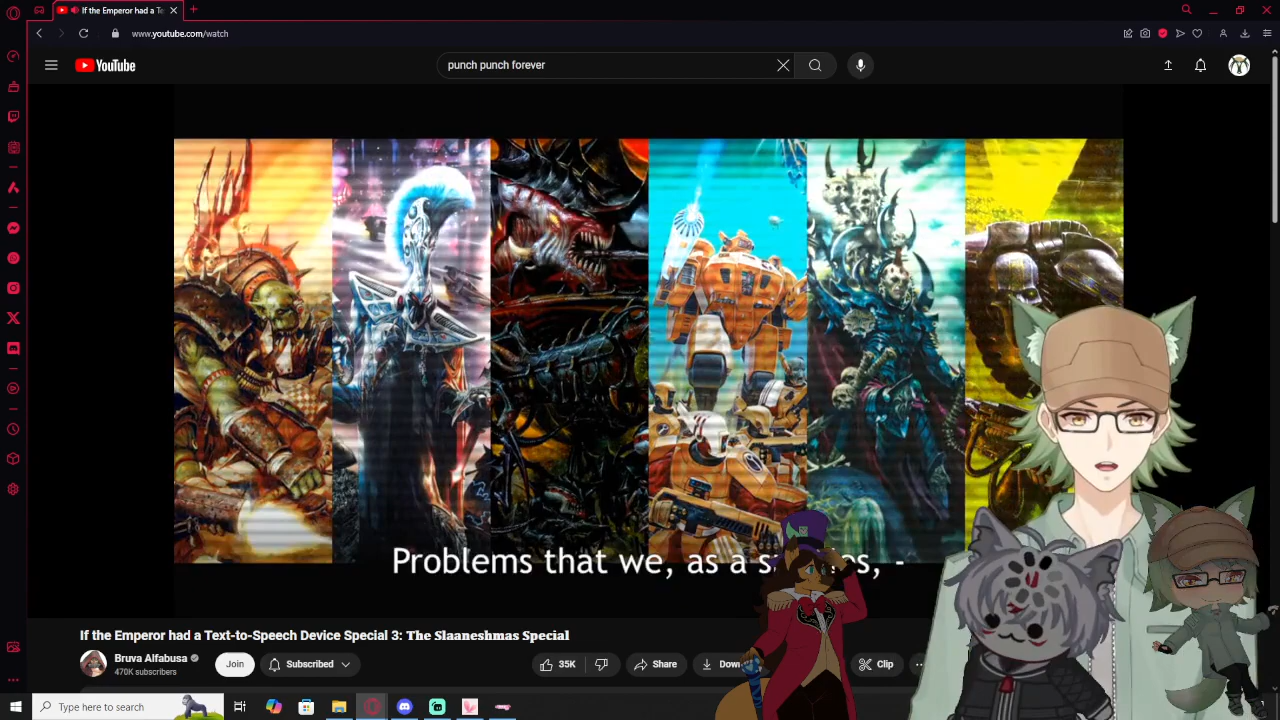 If the Emperor had a Te
www.youtube.com/watch
YouTube
punch punch forever
Problems that we, as a s es, -
If the Emperor had a Text-to-Speech Device Special 3: The Slaaneshmas Special
Bruva Alfabusa
470K subscribers
Join
Subscribed
35K
Share
Down
Clip
...
Type here to search